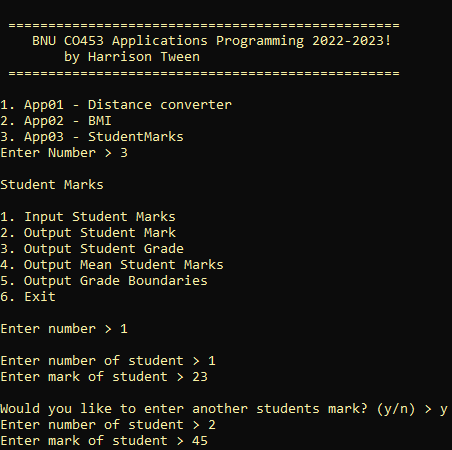 =================================================
BNU CO453 Applications Programming 2022-2023!
by Harrison Tween
=================================================
1. App01 - Distance converter
2. App02 - BMI
3. App03 - StudentMarks
Enter Number > 3
Student Marks
1. Input Student Marks
2. Output Student Mark
3. Output Student Grade
4. Output Mean Student Marks
5. Output Grade Boundaries
6. Exit
Enter number > 1
Enter number of student > 1
Enter mark of student > 23
Would you like to enter another students mark? (y/n) > y
Enter number of student > 2
Enter mark of student > 45